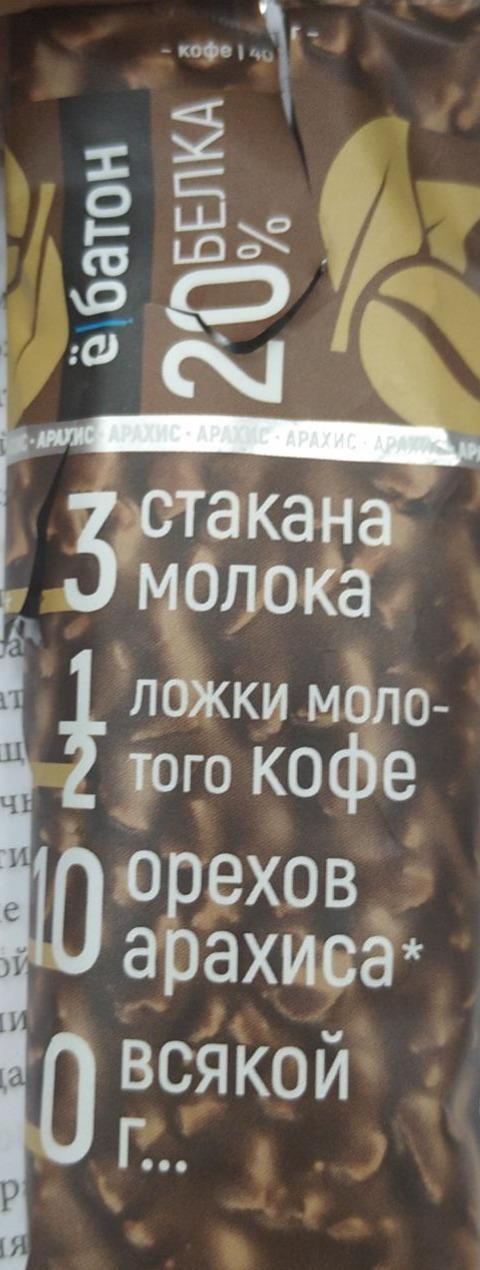 - кофе | 40 г -
ё|батон
20% БЕЛКА
· АРАХИС · АРАХИС · АРАХИС · АРАХИС · АРАХИС ·
3 стакана
молока
1/2 ложки моло-
того кофе
10 орехов
арахиса*
0 всякой
г...